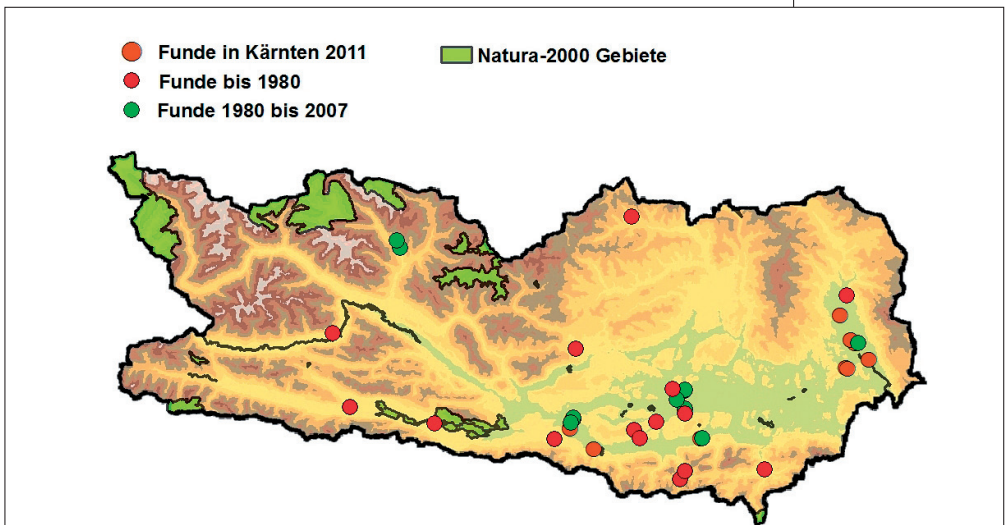 Funde in Kärnten 2011
Natura-2000 Gebiete
Funde bis 1980
Funde 1980 bis 2007